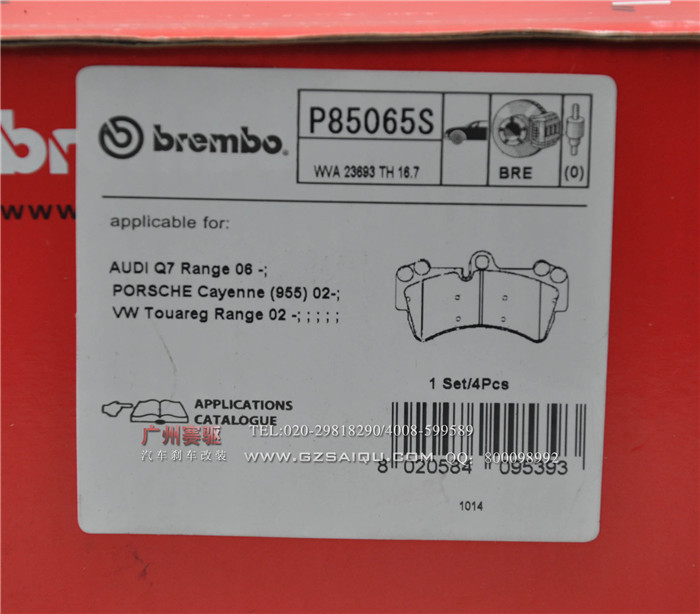 br
www
brembo
P85065S
WVA 23693 TH 16.7
BRE
(0)
applicable for:
AUDI Q7 Range 06 -;
PORSCHE Cayenne (955) 02-;
VW Touareg Range 02 -; ; ; ; ;
1 Set/4Pcs
APPLICATIONS
CATALOGUE
广州赛驱
TEL:020-29818290/4008-599589
汽车刹车改装
WWW.GZSAIQU.COM QQ: 800098992
8 020584 095393
1014